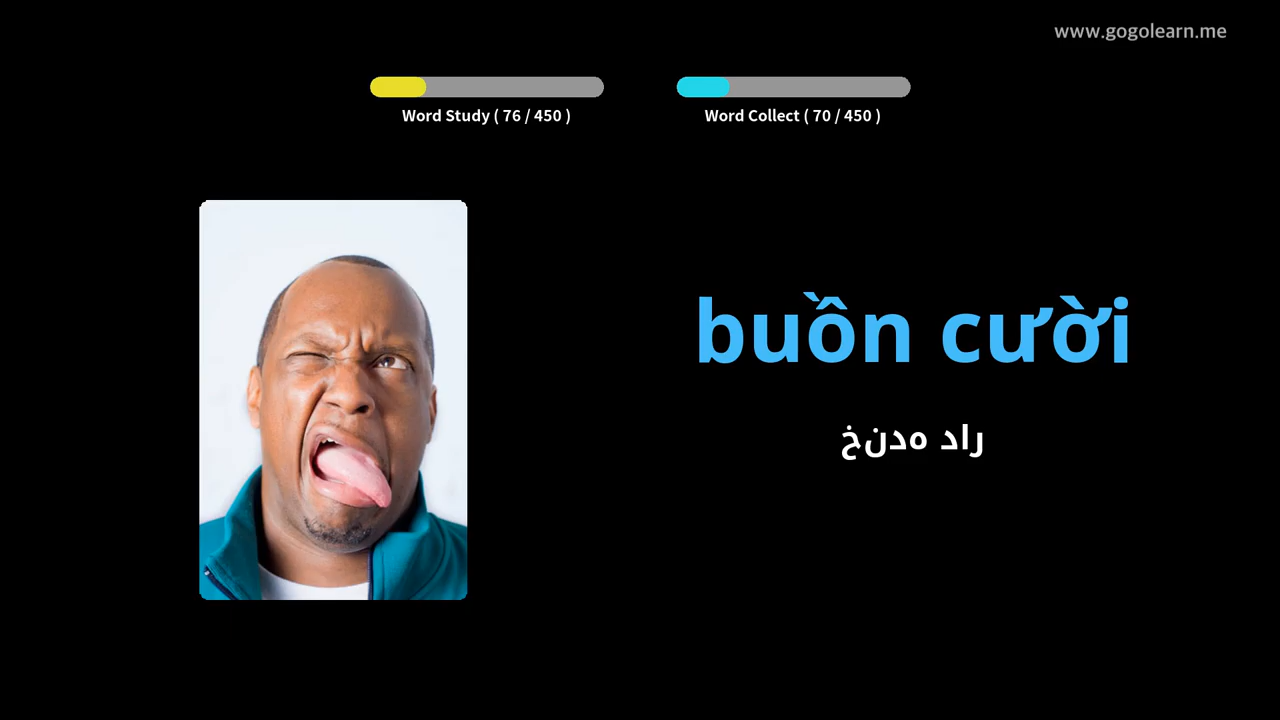 www.gogolearn.me
Word Study ( 76 / 450 )
Word Collect ( 70 / 450 )
buồn cười
راد هدنخ